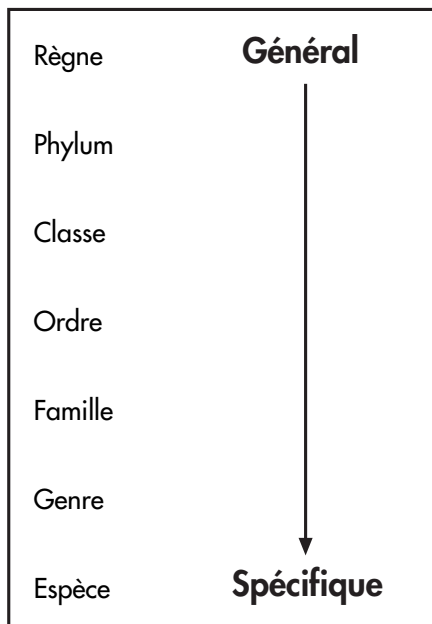 Règne Général
Phylum
Classe
Ordre
Famille
Genre
Espèce Spécifique